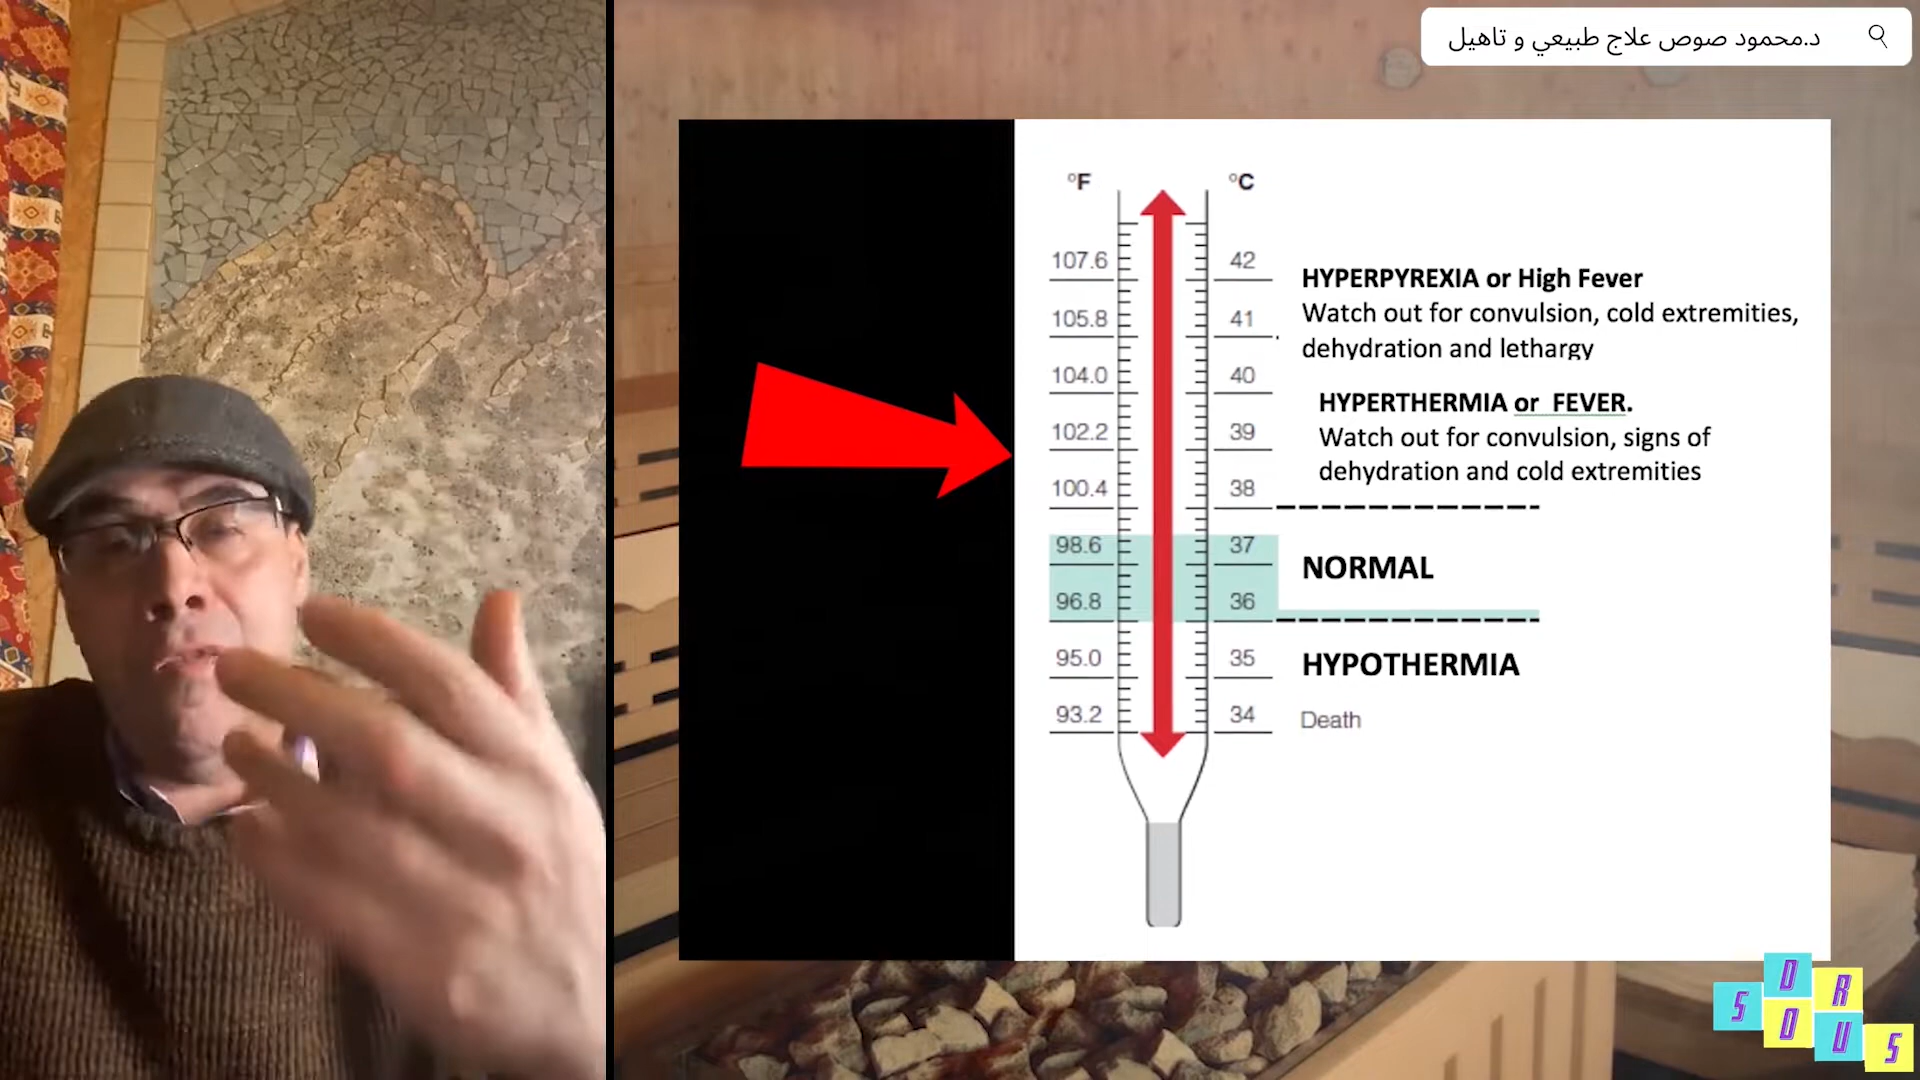 د.محمود صوص علاج طبيعي و تاهيل
°F °C
107.6 42
105.8 41
104.0 40
102.2 39
100.4 38
98.6 37
96.8 36
95.0 35
93.2 34
HYPERPYREXIA or High Fever
Watch out for convulsion, cold extremities,
dehydration and lethargy
HYPERTHERMIA or FEVER.
Watch out for convulsion, signs of
dehydration and cold extremities
NORMAL
HYPOTHERMIA
Death
DR
SOUS